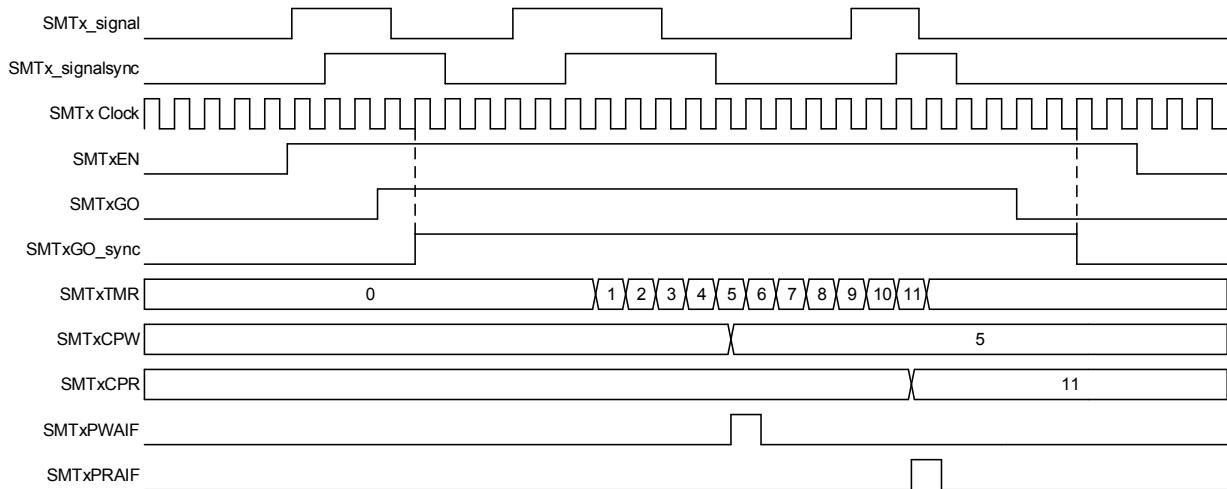 SMTx_signal
SMTx_signalsync
SMTx Clock
SMTxEN
SMTxGO
SMTxGO_sync
SMTxTMR 0 1 2 3 4 5 6 7 8 9 10 11
SMTxCPW 5
SMTxCPR 11
SMTxPWAIF
SMTxPRAIF